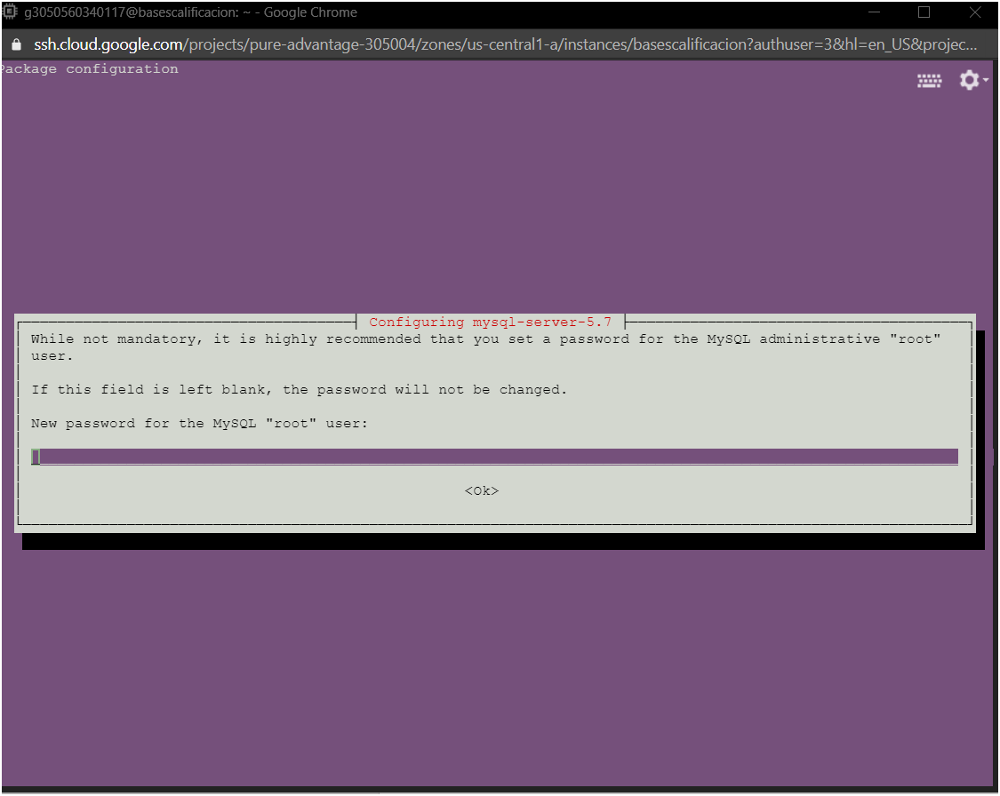 g3050560340117@basescalificacion: ~ - Google Chrome
ssh.cloud.google.com/projects/pure-advantage-305004/zones/us-central1-a/instances/basescalificacion?authuser=3&hl=en_US&projec...
Package configuration
Configuring mysql-server-5.7
While not mandatory, it is highly recommended that you set a password for the MySQL administrative "root"
user.
If this field is left blank, the password will not be changed.
New password for the MySQL "root" user:
<Ok>